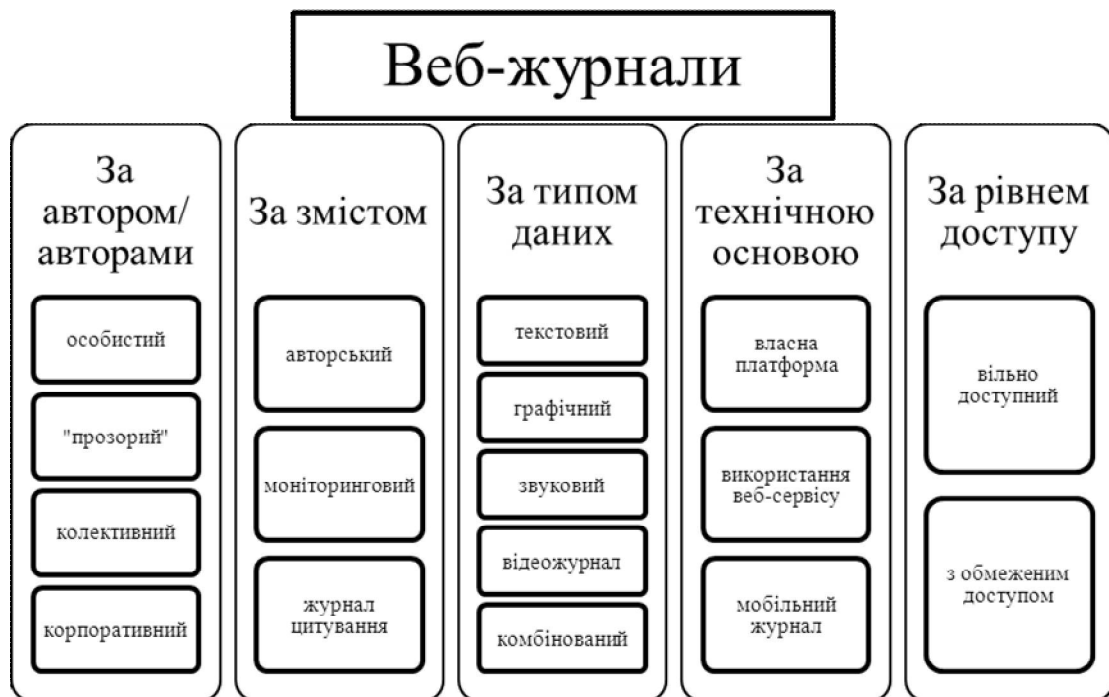 Веб-журнали
За
автором/
авторами
особистий
"прозорий"
колективний
корпоративний
За змістом
авторський
моніторинговий
журнал
цитування
За типом
даних
текстовий
графічний
звуковий
відеожурнал
комбінований
За
технічною
основою
власна
платформа
використання
веб-сервісу
мобільний
журнал
За рівнем
доступу
вільно
доступний
з обмеженим
доступом